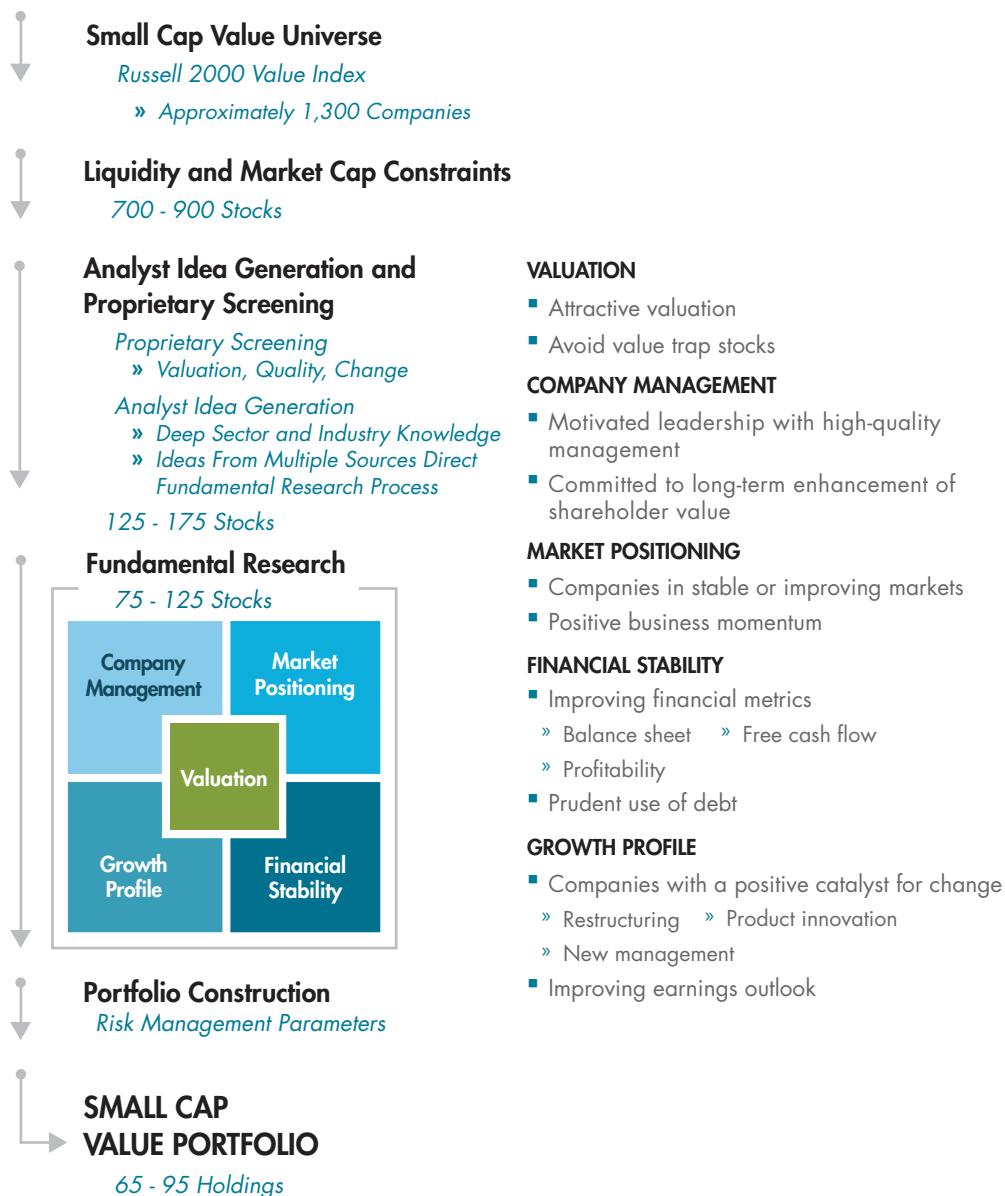 Small Cap Value Universe
Russell 2000 Value Index
» Approximately 1,300 Companies
Liquidity and Market Cap Constraints
700 - 900 Stocks
Analyst Idea Generation and
Proprietary Screening
Proprietary Screening
» Valuation, Quality, Change
Analyst Idea Generation
» Deep Sector and Industry Knowledge
» Ideas From Multiple Sources Direct
Fundamental Research Process
125 - 175 Stocks
Fundamental Research
75 - 125 Stocks
Company
Management
Market
Positioning
Valuation
Growth
Profile
Financial
Stability
Portfolio Construction
Risk Management Parameters
SMALL CAP
VALUE PORTFOLIO
65 - 95 Holdings
VALUATION
▪ Attractive valuation
▪ Avoid value trap stocks
COMPANY MANAGEMENT
▪ Motivated leadership with high-quality
management
▪ Committed to long-term enhancement of
shareholder value
MARKET POSITIONING
▪ Companies in stable or improving markets
▪ Positive business momentum
FINANCIAL STABILITY
▪ Improving financial metrics
» Balance sheet » Free cash flow
» Profitability
▪ Prudent use of debt
GROWTH PROFILE
▪ Companies with a positive catalyst for change
» Restructuring » Product innovation
» New management
▪ Improving earnings outlook